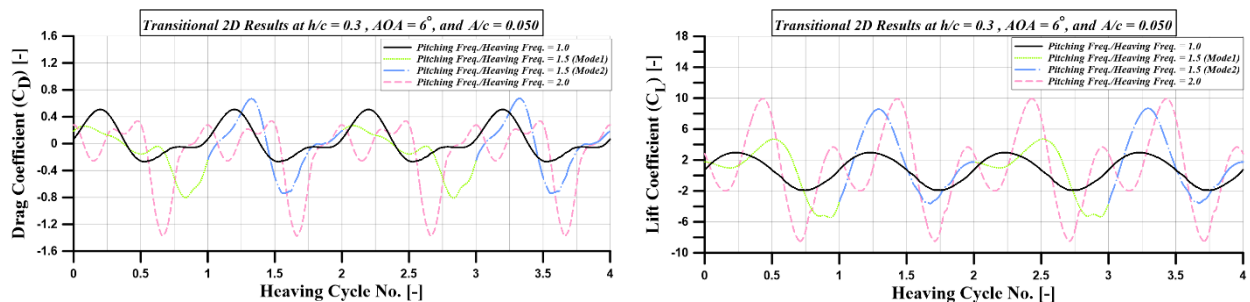 Transitional 2D Results at h/c = 0.3 , AOA = 6°, and A/c = 0.050
Pitching Freq./Heaving Freq. = 1.0
Pitching Freq./Heaving Freq. = 1.5 (Mode1)
Pitching Freq./Heaving Freq. = 1.5 (Mode2)
Pitching Freq./Heaving Freq. = 2.0
Drag Coefficient (CD) [-]
1.6
1.2
0.8
0.4
0
-0.4
-0.8
-1.2
-1.6
0 0.5 1 1.5 2 2.5 3 3.5 4
Heaving Cycle No. [-]
Transitional 2D Results at h/c = 0.3 , AOA = 6°, and A/c = 0.050
Pitching Freq./Heaving Freq. = 1.0
Pitching Freq./Heaving Freq. = 1.5 (Mode1)
Pitching Freq./Heaving Freq. = 1.5 (Mode2)
Pitching Freq./Heaving Freq. = 2.0
Lift Coefficient (CL) [-]
18
14
10
6
2
-2
-6
-10
0 0.5 1 1.5 2 2.5 3 3.5 4
Heaving Cycle No. [-]